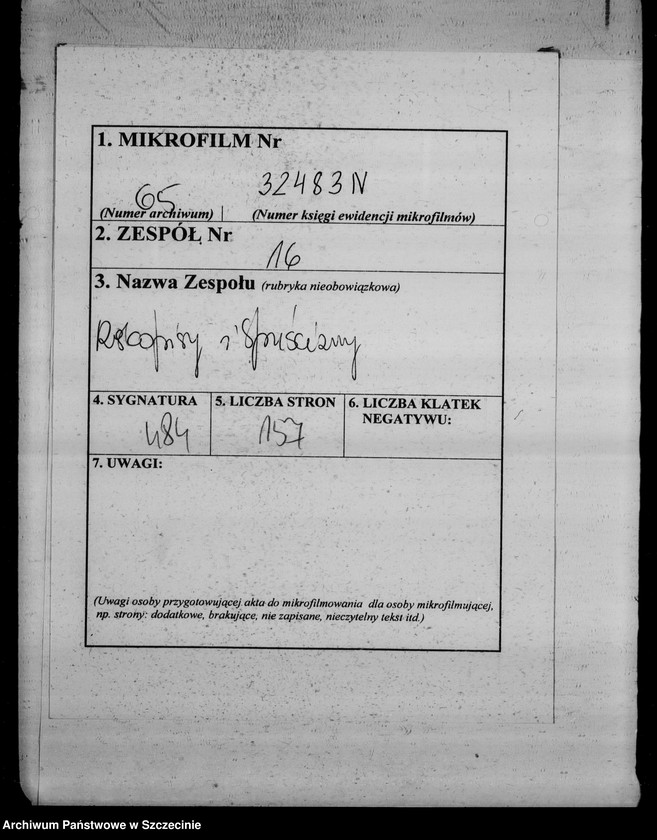 1. MIKROFILM Nr
65 32483 N
(Numer archiwum) | (Numer księgi ewidencji mikrofilmów)
2. ZESPÓŁ Nr
16
3. Nazwa Zespołu (rubryka nieobowiązkowa)
Rękopisy i Spuścizny
4. SYGNATURA
484
5. LICZBA STRON
157
6. LICZBA KLATEK
NEGATYWU:
7. UWAGI:
(Uwagi osoby przygotowującej akta do mikrofilmowania dla osoby mikrofilmującej,
np. strony: dodatkowe, brakujące, nie zapisane, nieczytelny tekst itd.)
Archiwum Państwowe w Szczecinie